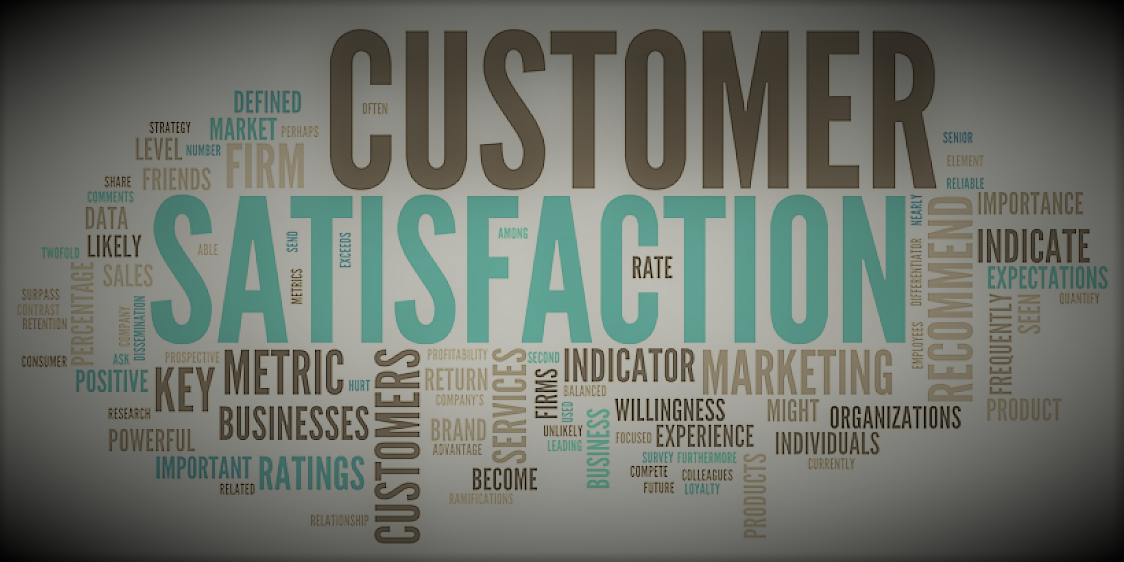 CUSTOMER
OFTEN
DEFINED
STRATEGY
MARKET
PERHAPS
LEVEL
NUMBER
FIRM
SHARE
FRIENDS
COMMENTS
SENIOR
ELEMENT
RELIABLE
SATISFACTION
DATA
LIKELY
TWOFOLD
SALES
PERCENTAGE
ABLE
SEND
METRICS
EXCEEDS
AMONG
RATE
NEARLY
DIFFERENTIATOR
EMPLOYEES
RECOMMEND
IMPORTANCE
INDICATE
EXPECTATIONS
QUANTIFY
SEEN
FREQUENTLY
PRODUCT
SURPASS
CONTRAST
RETENTION
COMPANY
DISSEMINATION
CONSUMER
ASK
POSITIVE
PROSPECTIVE
KEY
METRIC
HURT
CUSTOMERS
PROFITABILITY
RETURN
COMPANY'S
SERVICES
SECOND
INDICATOR
MARKETING
FIRMS
BALANCED
RESEARCH
BUSINESSES
BRAND
ADVANTAGE
USED
UNLIKELY
LEADING
BUSINESS
WILLINGNESS
FOCUSED
EXPERIENCE
MIGHT
ORGANIZATIONS
INDIVIDUALS
CURRENTLY
POWERFUL
IMPORTANT
RATINGS
RELATED
BECOME
RAMIFICATIONS
SURVEY
FURTHERMORE
COMPETE
COLLEAGUES
FUTURE
LOYALTY
PRODUCTS
RELATIONSHIP